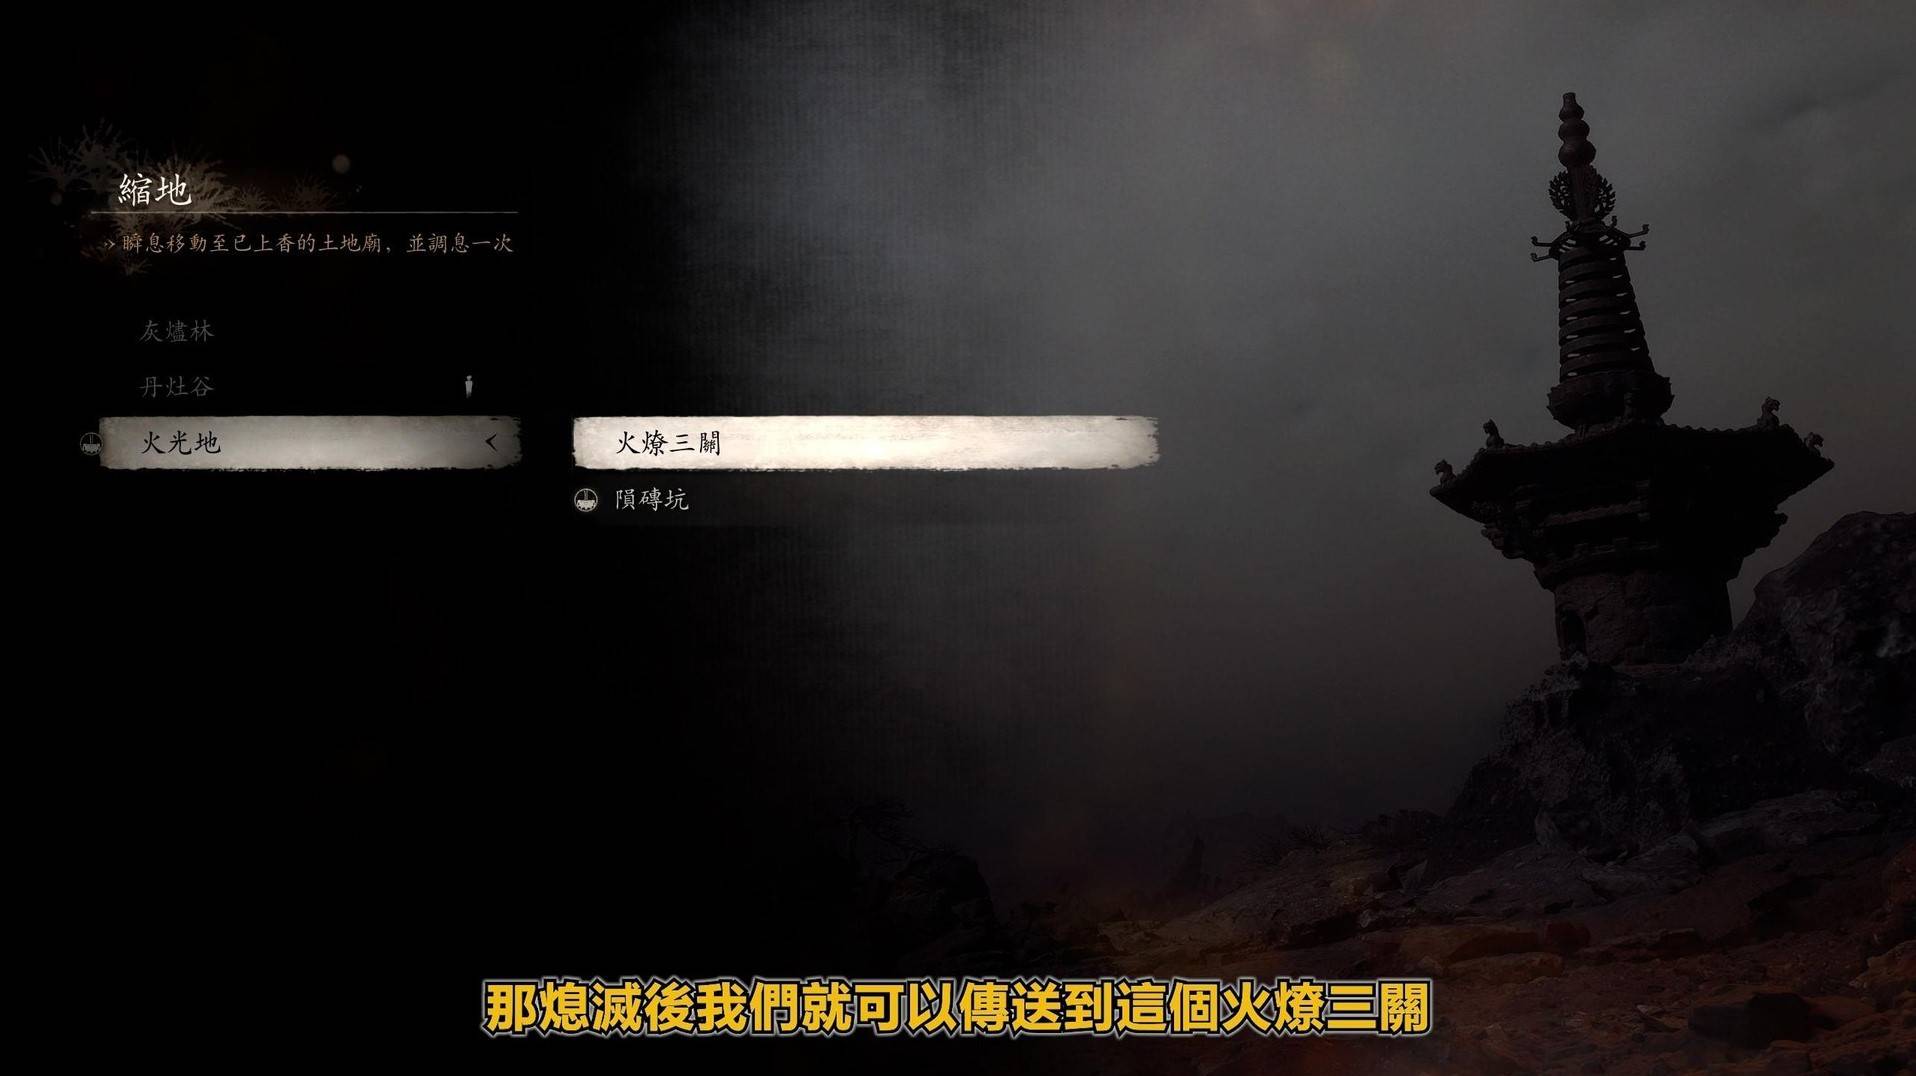 縮地
瞬息移動至已上香的土地廟，並調息一次
灰燼林
丹灶谷
火光地
火燎三關
隕磚坑
那熄滅後我們就可以傳送到這個火燎三關